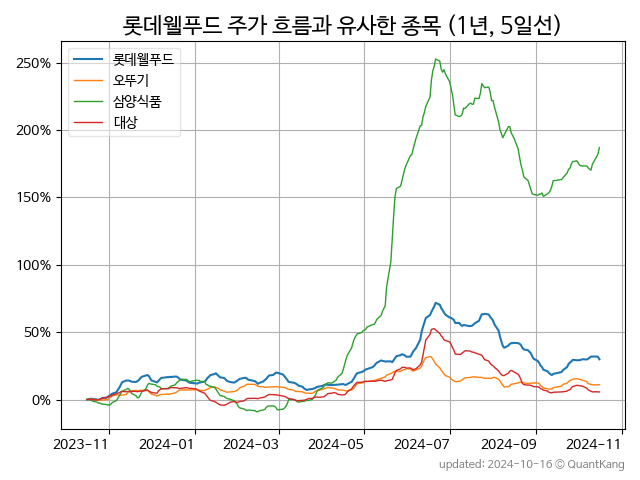 롯데웰푸드 주가 흐름과 유사한 종목 (1년, 5일선)
롯데웰푸드
오뚜기
삼양식품
대상
250%
200%
150%
100%
50%
0%
2023-11 2024-01 2024-03 2024-05 2024-07 2024-09 2024-11
updated: 2024-10-16 © QuantKang